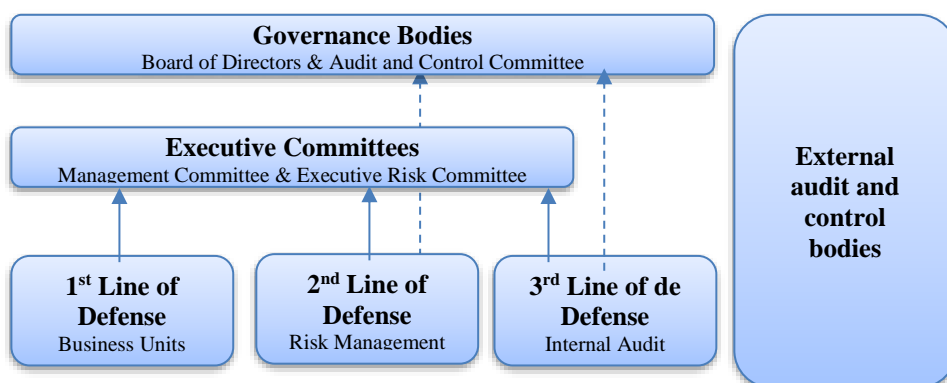 Governance Bodies
Board of Directors & Audit and Control Committee
Executive Committees
Management Committee & Executive Risk Committee
1st Line of
Defense
Business Units
2nd Line of
Defense
Risk Management
3rd Line of de
Defense
Internal Audit
External
audit and
control
bodies